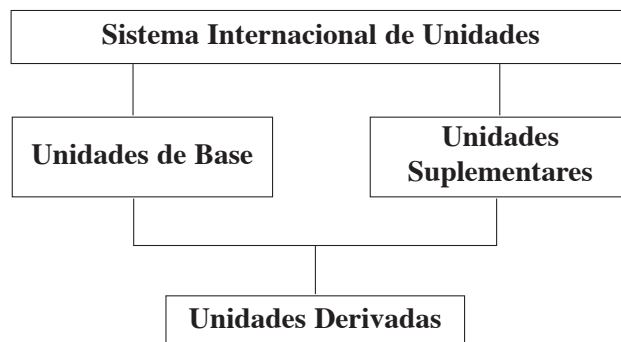 Sistema Internacional de Unidades
Unidades de Base
Unidades
Suplementares
Unidades Derivadas